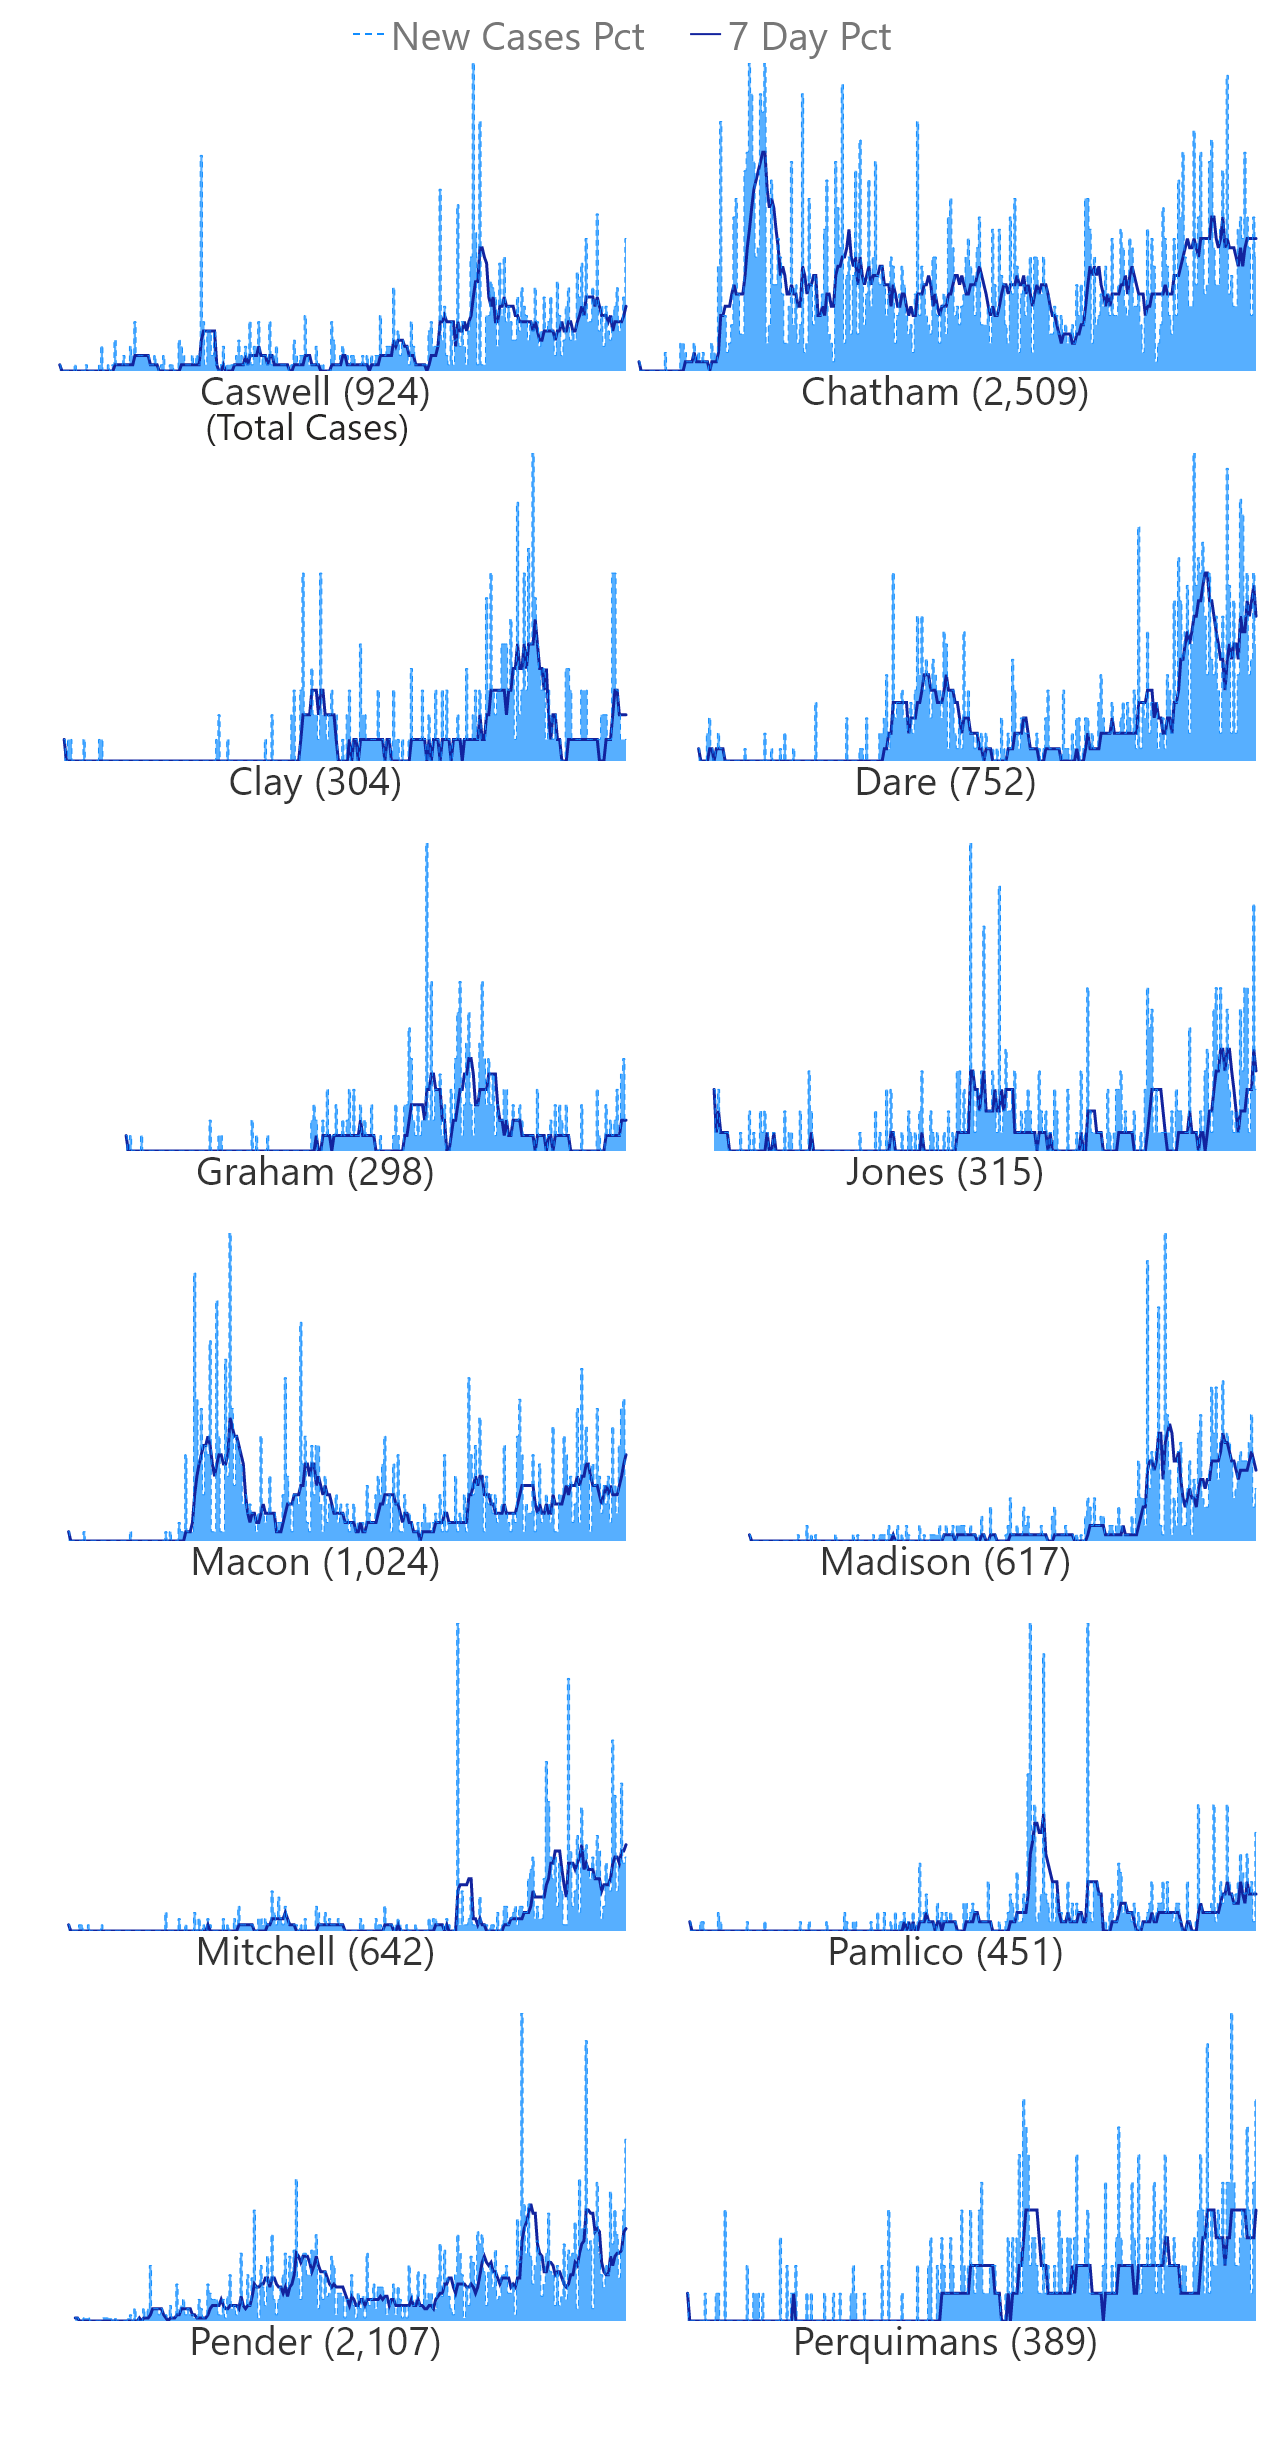 New Cases Pct 7 Day Pct
Caswell (924) Chatham (2,509)
(Total Cases)
Clay (304) Dare (752)
Graham (298) Jones (315)
Macon (1,024) Madison (617)
Mitchell (642) Pamlico (451)
Pender (2,107) Perquimans (389)